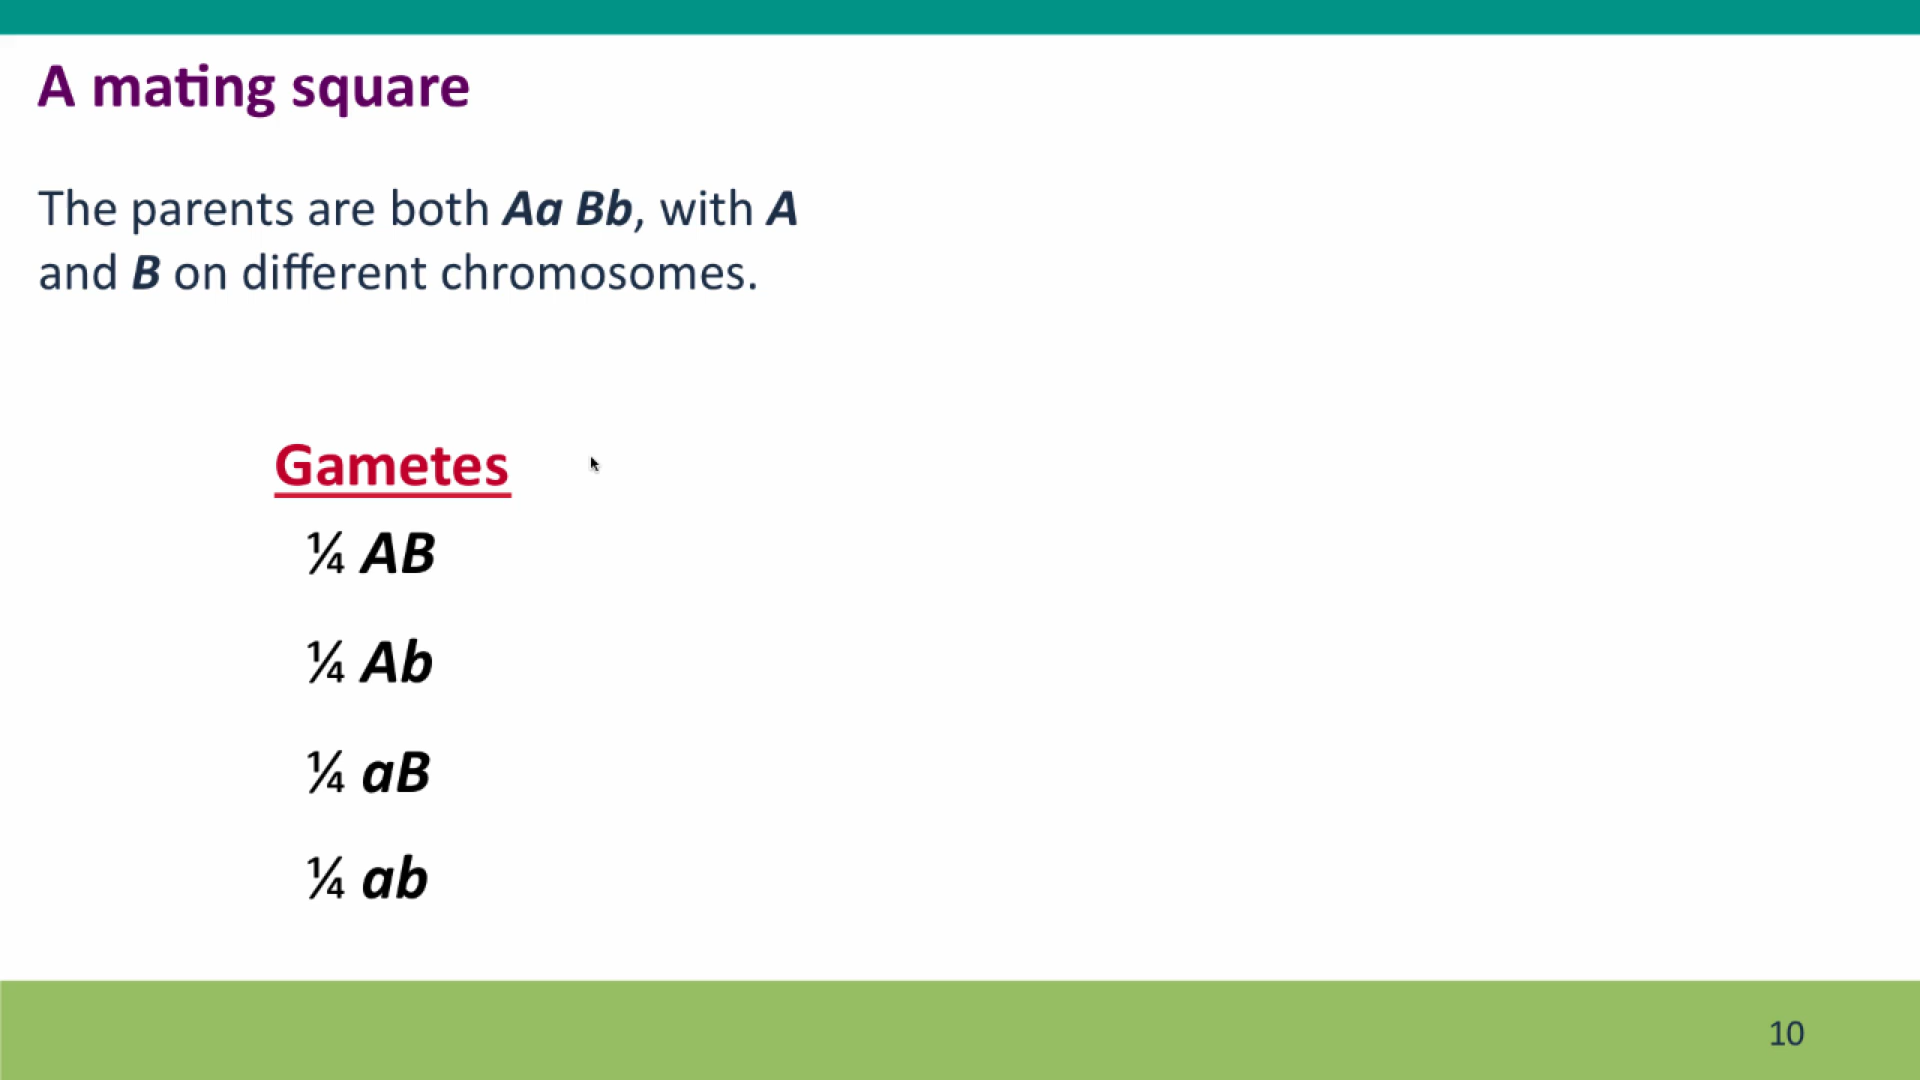 A mating square
The parents are both Aa Bb, with A
and B on different chromosomes.
Gametes
¼ AB
¼ Ab
¼ aB
¼ ab
10